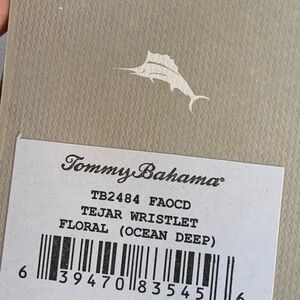 Tommy Bahama®
TB2484 FAOCD
TEJAR WRISTLET
FLORAL (OCEAN DEEP)
6 39470 83545 6